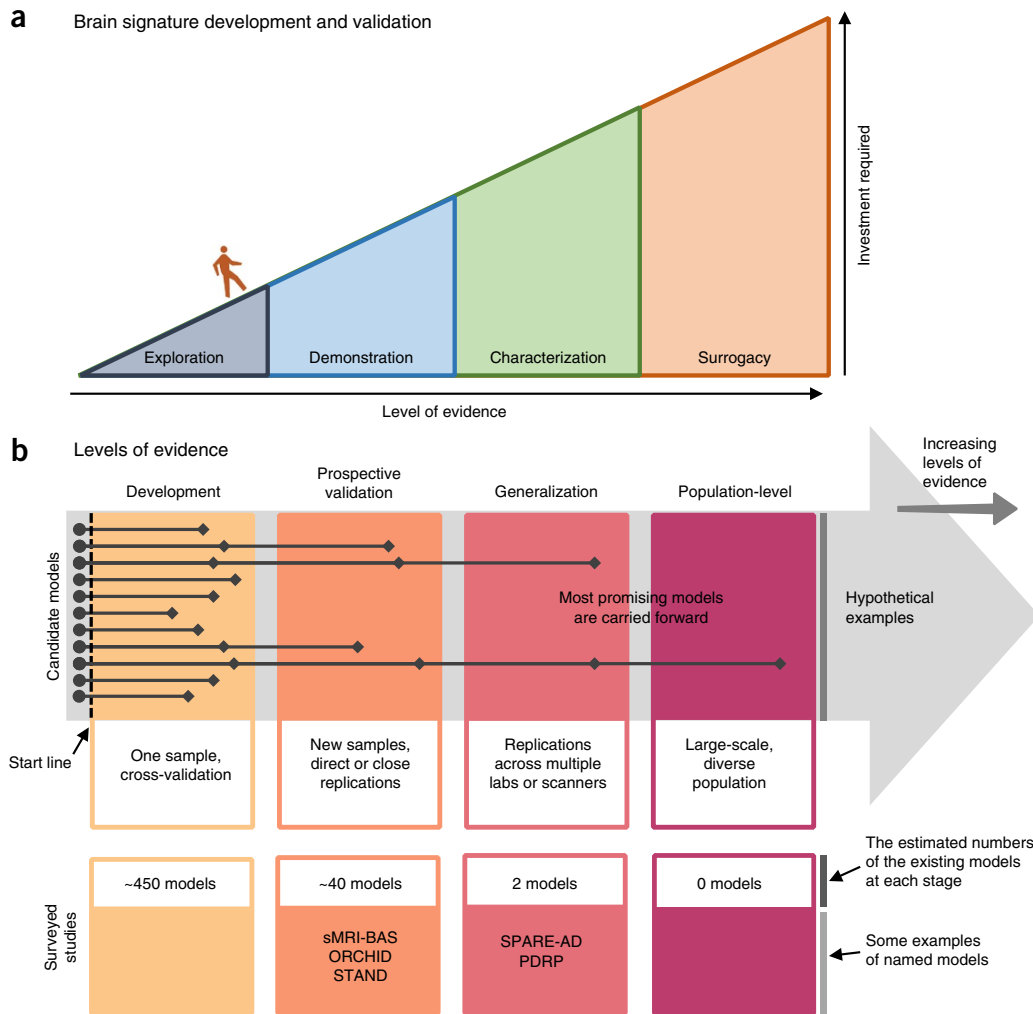 a
Brain signature development and validation
Exploration
Demonstration
Characterization
Surrogacy
Investment required
Level of evidence
b
Levels of evidence
Increasing
levels of
evidence
Development
Prospective
validation
Generalization
Population-level
Candidate models
Most promising models
are carried forward
Hypothetical
examples
Start line
One sample,
cross-validation
New samples,
direct or close
replications
Replications
across multiple
labs or scanners
Large-scale,
diverse
population
Surveyed
studies
~450 models
~40 models
2 models
0 models
The estimated numbers
of the existing models
at each stage
sMRI-BAS
ORCHID
STAND
SPARE-AD
PDRP
Some examples
of named models